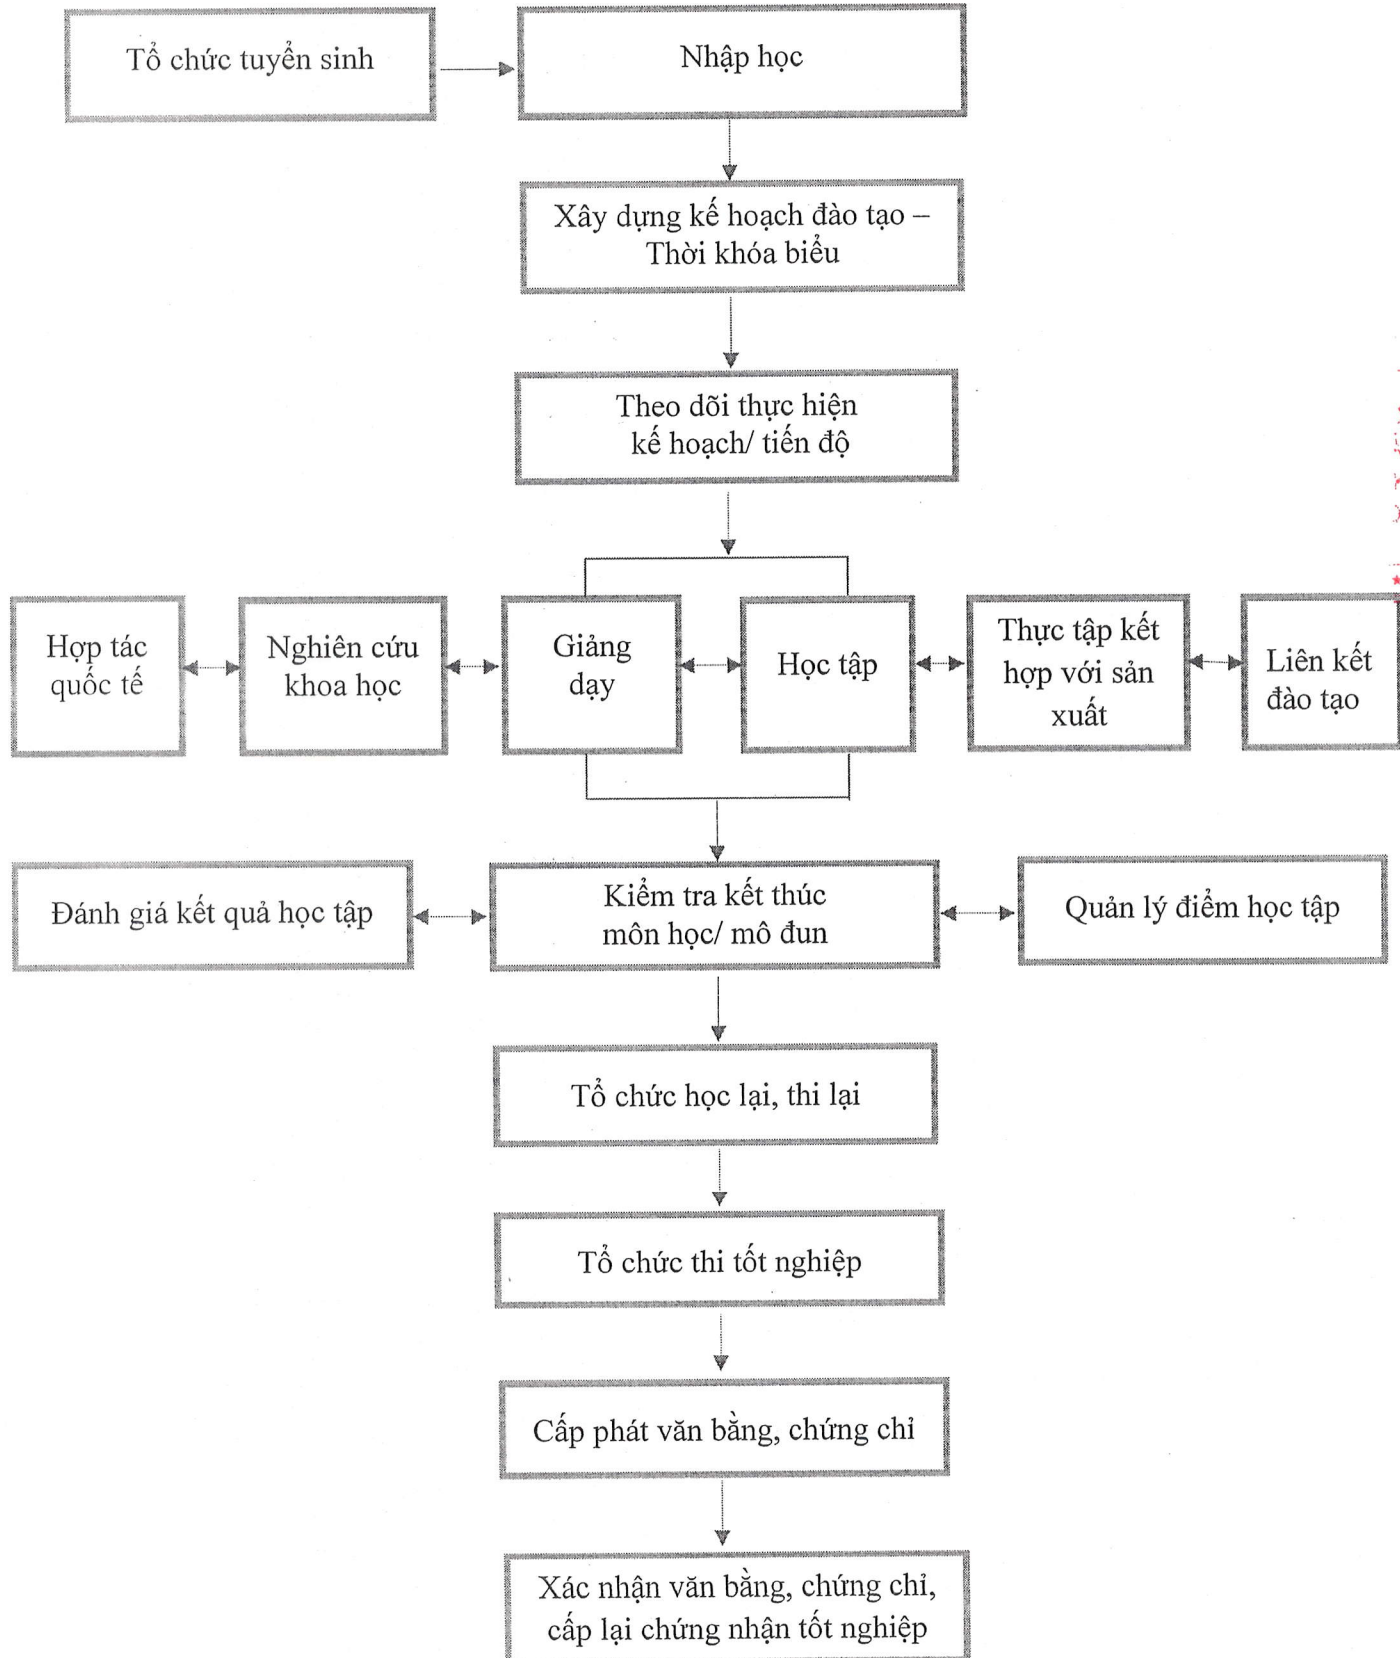 Tổ chức tuyển sinh
Nhập học
Xây dựng kế hoạch đào tạo –
Thời khóa biểu
Theo dõi thực hiện
kế hoạch/ tiến độ
Hợp tác
quốc tế
Nghiên cứu
khoa học
Giảng
dạy
Học tập
Thực tập kết
hợp với sản
xuất
Liên kết
đào tạo
Đánh giá kết quả học tập
Kiểm tra kết thúc
môn học/ mô đun
Quản lý điểm học tập
Tổ chức học lại, thi lại
Tổ chức thi tốt nghiệp
Cấp phát văn bằng, chứng chỉ
Xác nhận văn bằng, chứng chỉ,
cấp lại chứng nhận tốt nghiệp